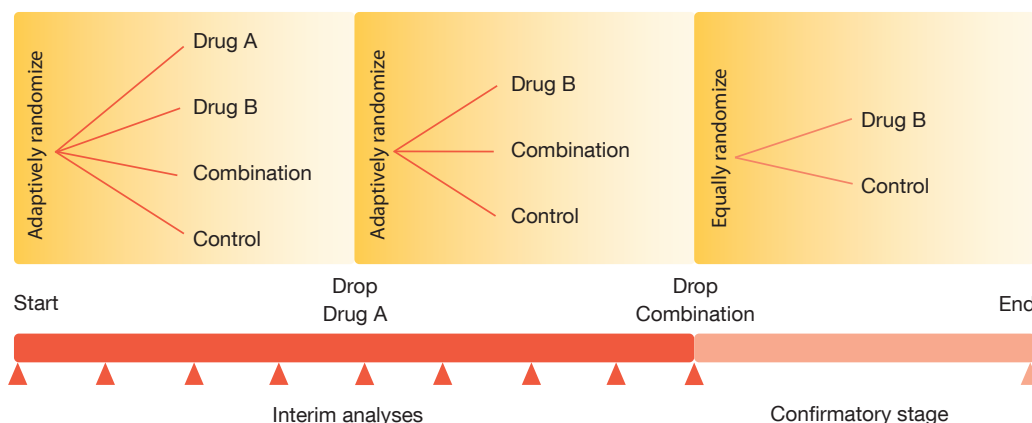 Adaptively randomize
Drug A
Drug B
Combination
Control
Adaptively randomize
Drug B
Combination
Control
Equally randomize
Drug B
Control
Start
Drop
Drug A
Drop
Combination
End
Interim analyses
Confirmatory stage